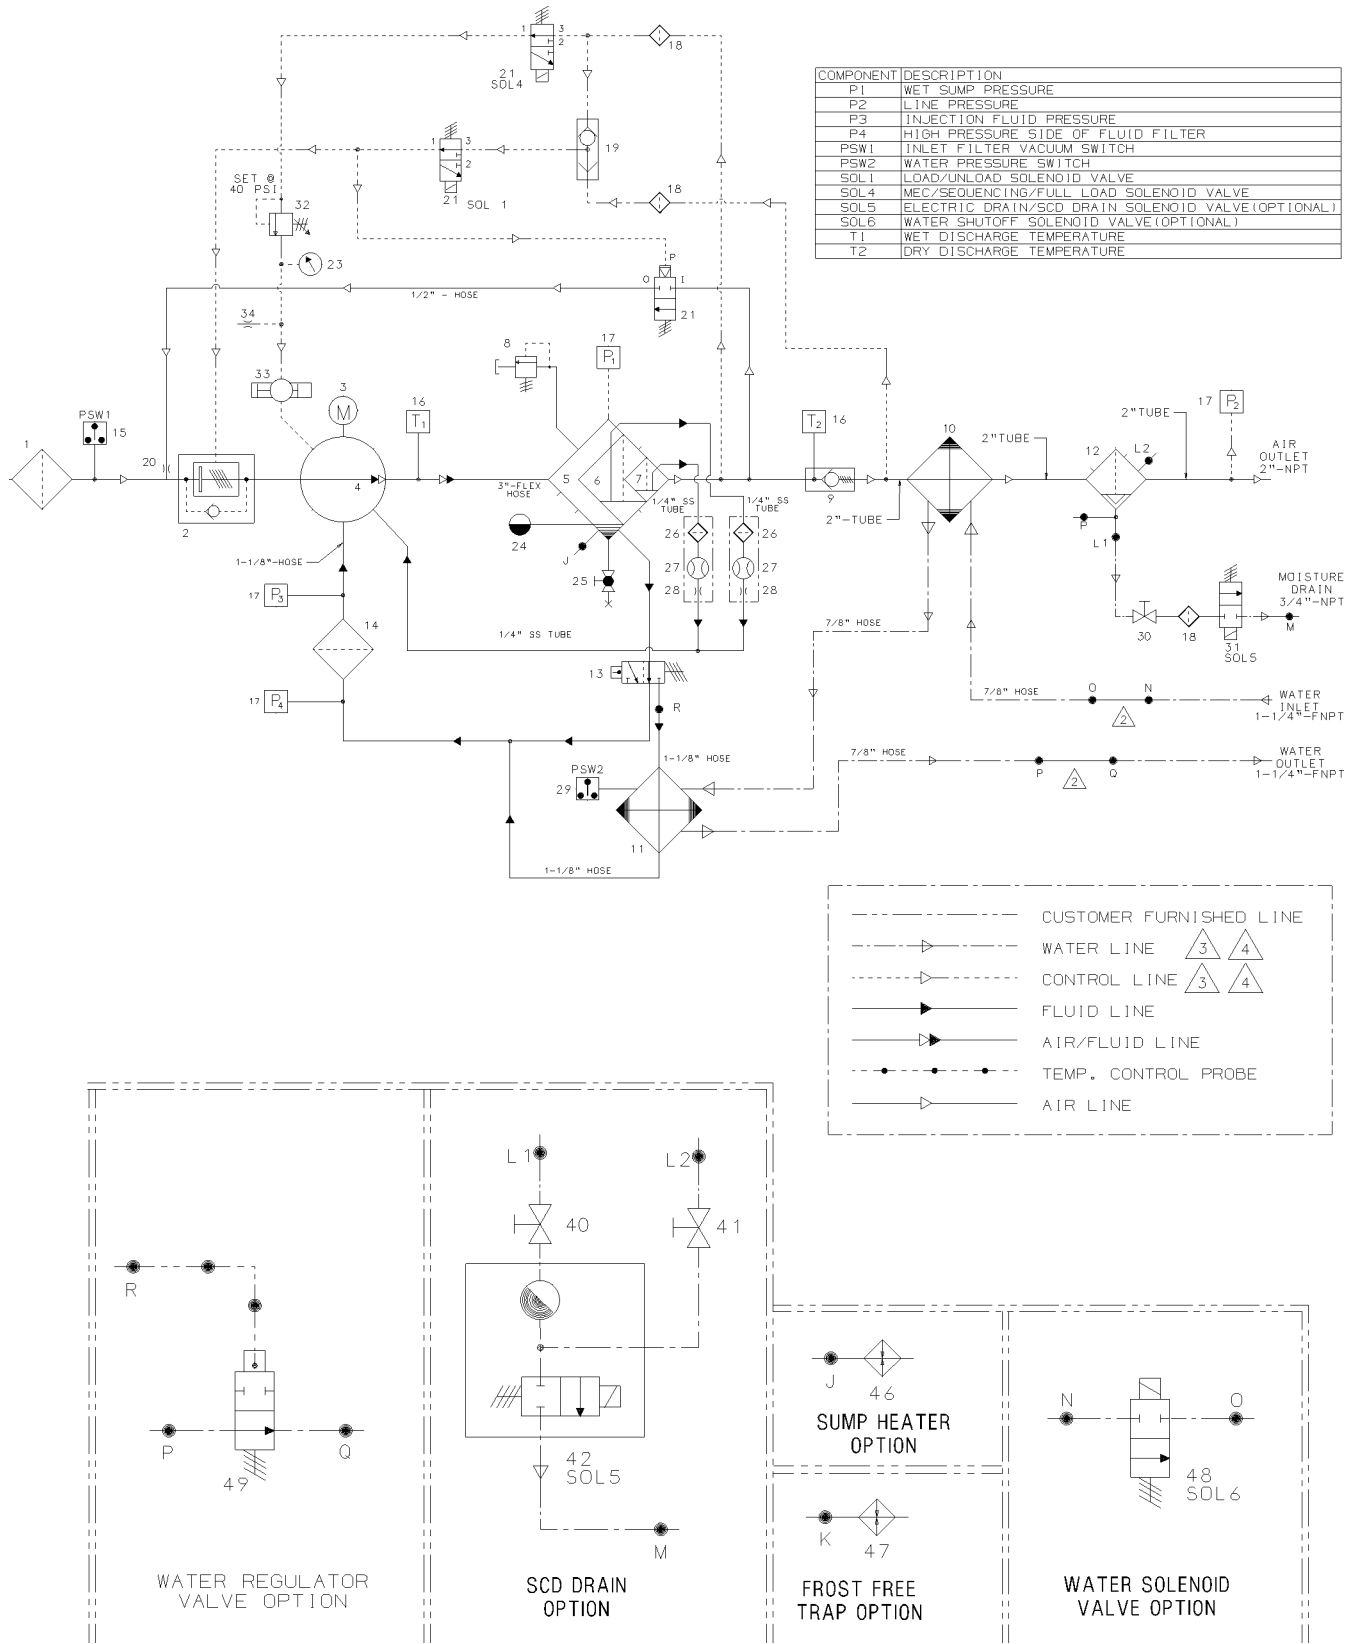 1
3
2
18
21
SOL4
COMPONENT DESCRIPTION
P1 WET SUMP PRESSURE
P2 LINE PRESSURE
P3 INJECTION FLUID PRESSURE
P4 HIGH PRESSURE SIDE OF FLUID FILTER
PSW1 INLET FILTER VACUUM SWITCH
PSW2 WATER PRESSURE SWITCH
SOL1 LOAD/UNLOAD SOLENOID VALVE
SOL4 MEC/SEQUENCING/FULL LOAD SOLENOID VALVE
SOL5 ELECTRIC DRAIN/SCD DRAIN SOLENOID VALVE(OPTIONAL)
SOL6 WATER SHUTOFF SOLENOID VALVE(OPTIONAL)
T1 WET DISCHARGE TEMPERATURE
T2 DRY DISCHARGE TEMPERATURE
1
3
2
19
21 SOL 1
18
SET @
40 PSI
32
23
P
O
I
21
1/2" - HOSE
34
8
17
P1
33
3
M
16
T1
PSW1
15
1
20
2
4
3"-FLEX
HOSE
5
6
7
1/4" SS
TUBE
1/4" SS
TUBE
T2
16
9
10
2"-TUBE
2"TUBE
12
L2
2"TUBE
17
P2
AIR
OUTLET
2"-NPT
P
L1
24
J
25
26
27
28
26
27
28
1-1/8"-HOSE
17
P3
14
1/4" SS TUBE
7/8" HOSE
30
18
31
SOL5
MOISTURE
DRAIN
3/4"-NPT
M
13
R
17
P4
7/8" HOSE
O
N
2
WATER
INLET
1-1/4"-FNPT
1-1/8" HOSE
7/8" HOSE
P
Q
2
WATER
OUTLET
1-1/4"-FNPT
PSW2
29
11
1-1/8" HOSE
CUSTOMER FURNISHED LINE
WATER LINE 3 4
CONTROL LINE 3 4
FLUID LINE
AIR/FLUID LINE
TEMP. CONTROL PROBE
AIR LINE
R
P
Q
49
WATER REGULATOR
VALVE OPTION
L1
L2
40
41
42
SOL5
M
SCD DRAIN
OPTION
J
46
SUMP HEATER
OPTION
K
47
FROST FREE
TRAP OPTION
N
O
48
SOL6
WATER SOLENOID
VALVE OPTION